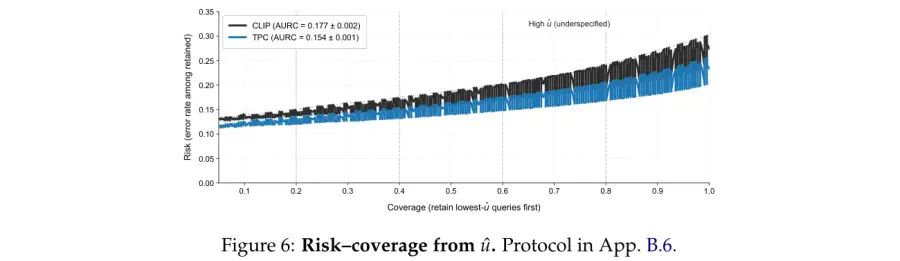 0.35
0.30
0.25
0.20
0.15
0.10
0.05
0.00
Risk (error rate among retained)
CLIP (AURC = 0.177 ± 0.002)
TPC (AURC = 0.154 ± 0.001)
High û (underspecified)
0.1 0.2 0.3 0.4 0.5 0.6 0.7 0.8 0.9 1.0
Coverage (retain lowest-û queries first)
Figure 6: Risk–coverage from û. Protocol in App. B.6.